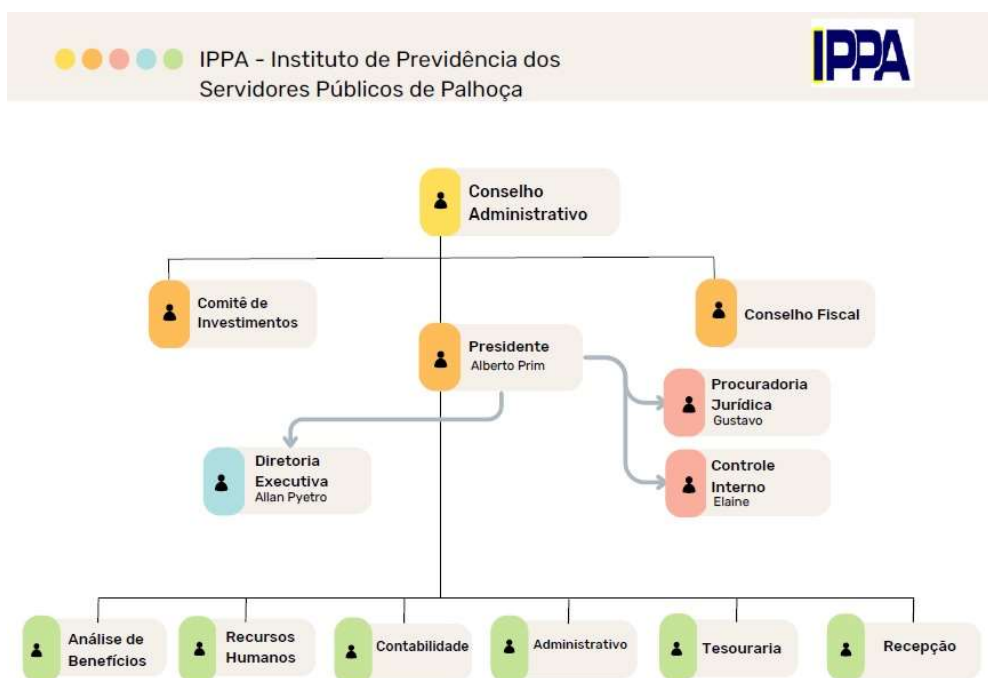 IPPA - Instituto de Previdência dos
Servidores Públicos de Palhoça
IPPA
Conselho
Administrativo
Comitê de
Investimentos
Conselho Fiscal
Presidente
Alberto Prim
Procuradoria
Jurídica
Gustavo
Diretoria
Executiva
Allan Pyetro
Controle
Interno
Elaine
Análise de
Benefícios
Recursos
Humanos
Contabilidade
Administrativo
Tesouraria
Recepção